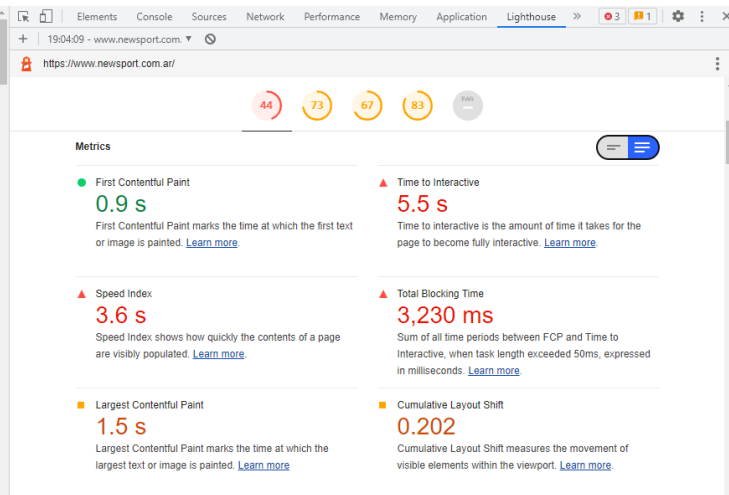 Elements Console Sources Network Performance Memory Application Lighthouse » 3 1
+ 19:04:09 - www.newsport.com. ▼
https://www.newsport.com.ar/
44 73 67 83 PWA
Metrics
First Contentful Paint
0.9 s
First Contentful Paint marks the time at which the first text
or image is painted. Learn more.
Time to Interactive
5.5 s
Time to interactive is the amount of time it takes for the
page to become fully interactive. Learn more.
Speed Index
3.6 s
Speed Index shows how quickly the contents of a page
are visibly populated. Learn more.
Total Blocking Time
3,230 ms
Sum of all time periods between FCP and Time to
Interactive, when task length exceeded 50ms, expressed
in milliseconds. Learn more.
Largest Contentful Paint
1.5 s
Largest Contentful Paint marks the time at which the
largest text or image is painted. Learn more
Cumulative Layout Shift
0.202
Cumulative Layout Shift measures the movement of
visible elements within the viewport. Learn more.